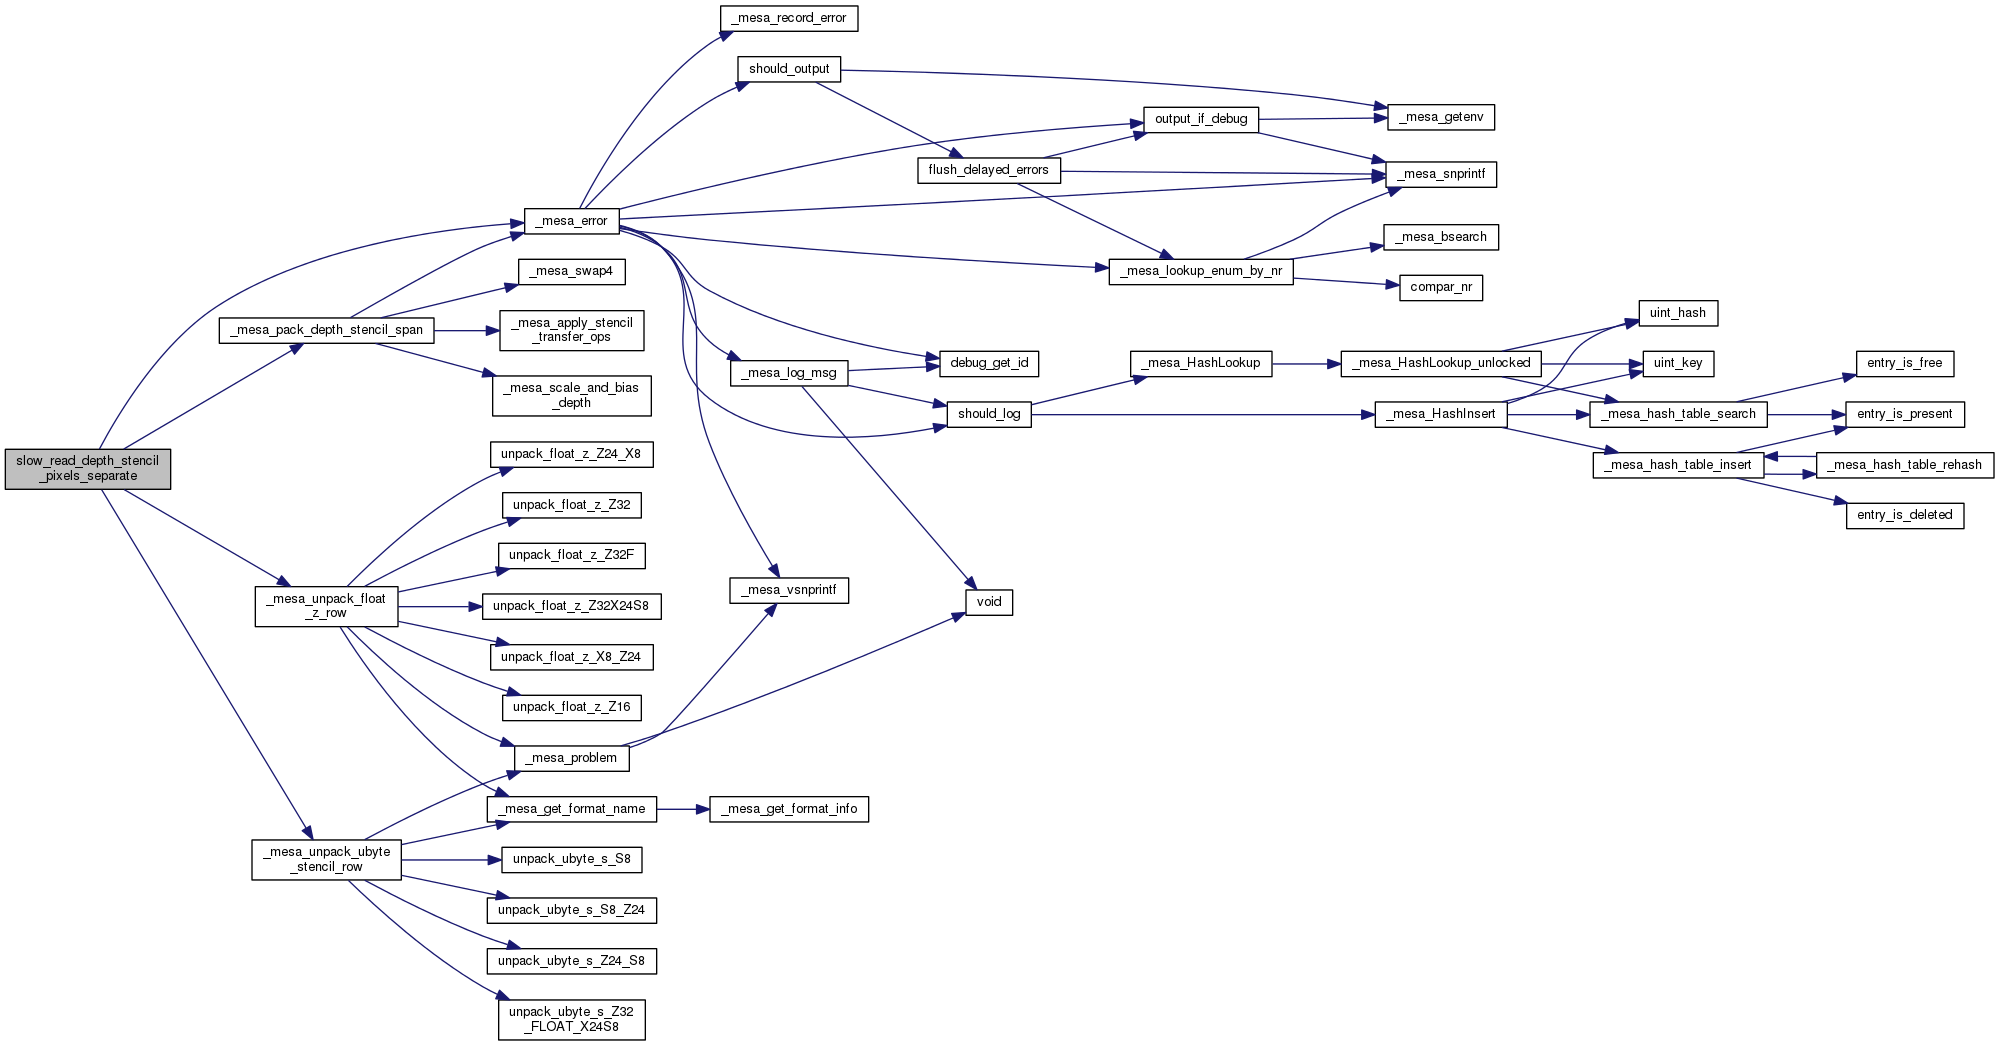 _mesa_record_error
should_output
_mesa_getenv
output_if_debug
flush_delayed_errors
_mesa_snprintf
_mesa_error
_mesa_bsearch
_mesa_lookup_enum_by_nr
compar_nr
_mesa_swap4
_mesa_pack_depth_stencil_span
_mesa_apply_stencil
_transfer_ops
_mesa_scale_and_bias
_depth
_mesa_log_msg
debug_get_id
should_log
_mesa_HashLookup
_mesa_HashLookup_unlocked
_mesa_HashInsert
uint_hash
uint_key
_mesa_hash_table_search
_mesa_hash_table_insert
entry_is_free
entry_is_present
_mesa_hash_table_rehash
entry_is_deleted
slow_read_depth_stencil
_pixels_separate
unpack_float_z_Z24_X8
unpack_float_z_Z32
unpack_float_z_Z32F
_mesa_unpack_float
_z_row
unpack_float_z_Z32X24S8
unpack_float_z_X8_Z24
unpack_float_z_Z16
_mesa_vsnprintf
void
_mesa_problem
_mesa_get_format_name
_mesa_get_format_info
_mesa_unpack_ubyte
_stencil_row
unpack_ubyte_s_S8
unpack_ubyte_s_S8_Z24
unpack_ubyte_s_Z24_S8
unpack_ubyte_s_Z32
_FLOAT_X24S8